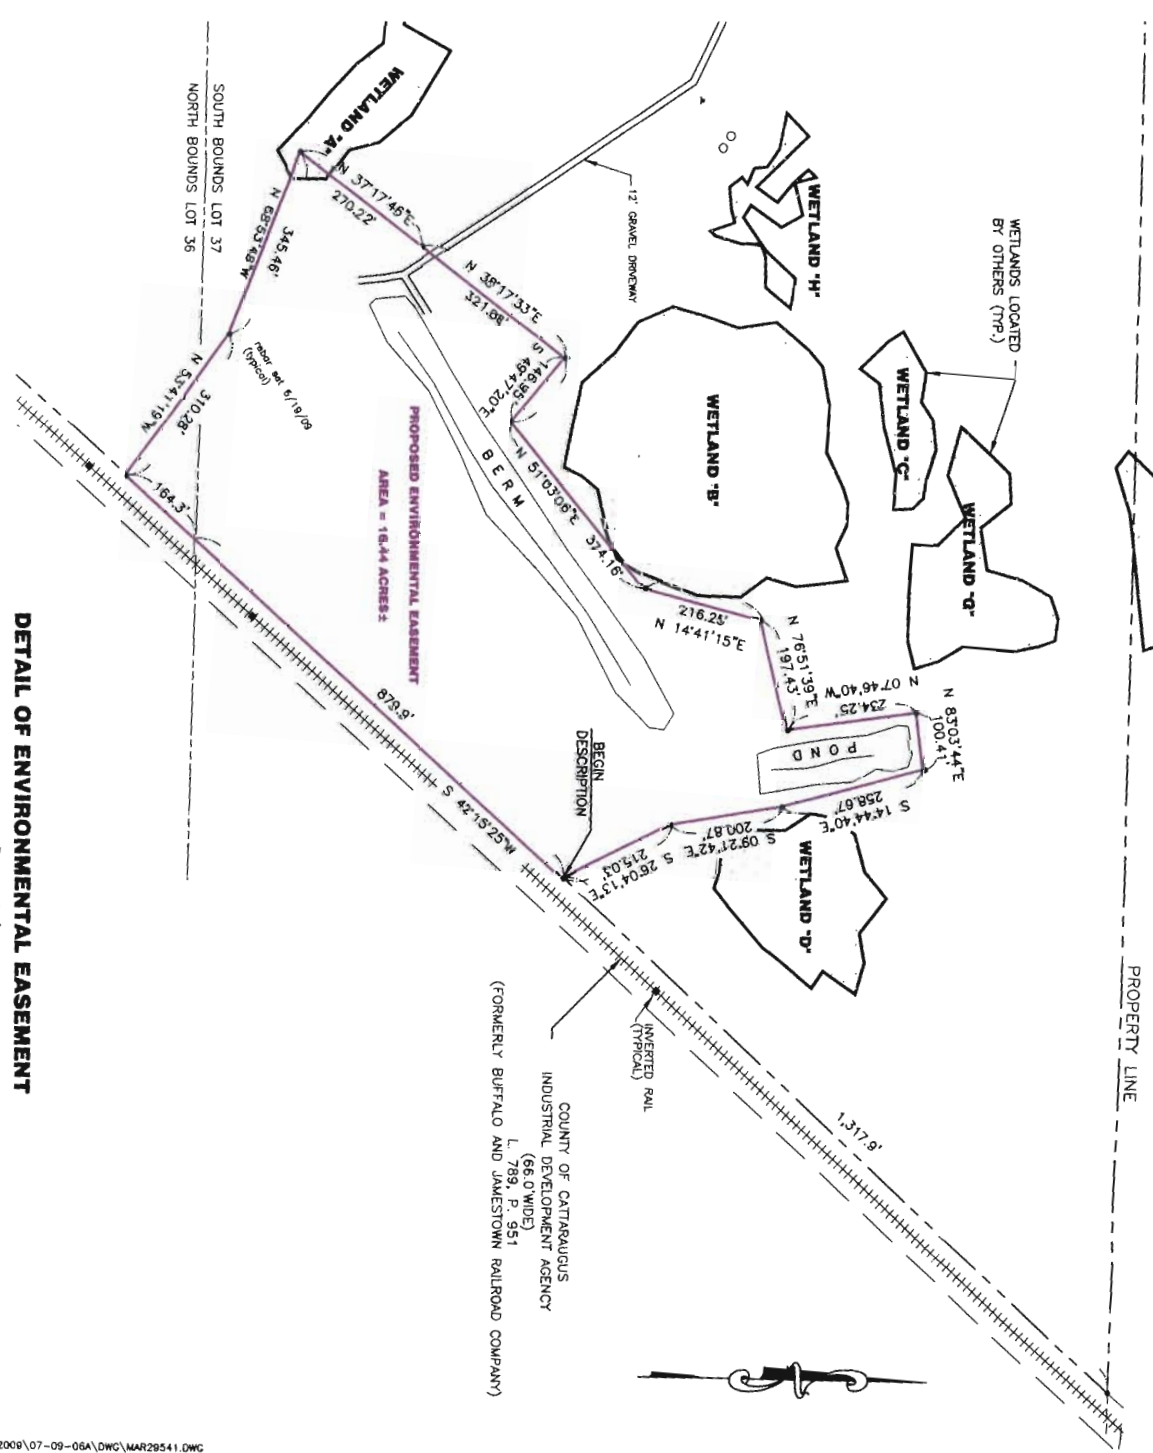 PROPERTY LINE
WETLANDS LOCATED
BY OTHERS (TYP.)
WETLAND "H"
WETLAND "C"
WETLAND "G"
WETLAND "B"
WETLAND "D"
WETLAND "A"
12' GRAVEL DRIVEWAY
SOUTH BOUNDS LOT 37
NORTH BOUNDS LOT 36
N 37°17'46"E
270.22'
N 38°17'33"E
321.08'
S 49°47'20"E
146.95'
N 51°03'06"E
374.16'
216.25'
N 14°41'15"E
N 76°51'39"E
197.43'
N 07°46'40"W
234.25'
N 83°03'44"E
100.41'
S 14°44'40"E
258.67'
S 09°21'42"E
200.87'
S 26°04'13"E
215.03'
POND
BERM
345.46'
N 68°53'48"W
rebar set 6/19/09
(typical)
310.28'
N 53°41'19"W
164.3'
879.9'
S 42°15'25"W
PROPOSED ENVIRONMENTAL EASEMENT
AREA = 16.44 ACRES±
BEGIN
DESCRIPTION
1,317.9'
INVERTED RAIL
(TYPICAL)
COUNTY OF CATTARAUGUS
INDUSTRIAL DEVELOPMENT AGENCY
(66.0'WIDE)
L. 789, P. 951
(FORMERLY BUFFALO AND JAMESTOWN RAILROAD COMPANY)
DETAIL OF ENVIRONMENTAL EASEMENT
2009\07-09-06A\DWG\MAR29541.DWG